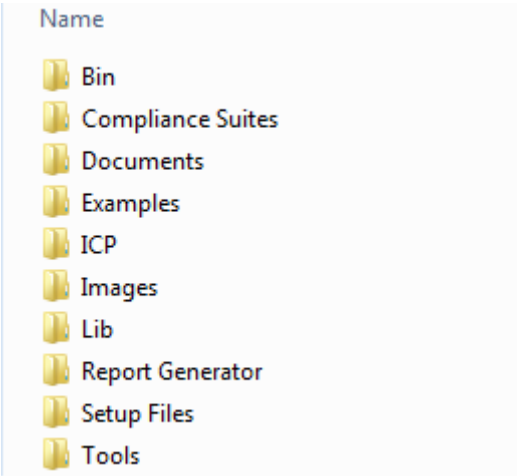 Name
Bin
Compliance Suites
Documents
Examples
ICP
Images
Lib
Report Generator
Setup Files
Tools